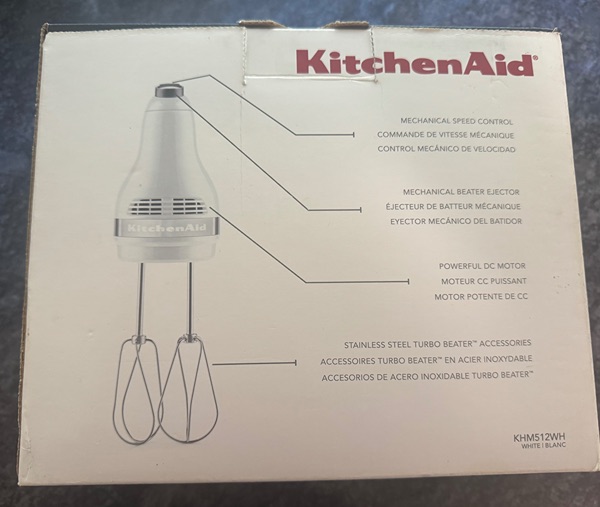 KitchenAid®
MECHANICAL SPEED CONTROL
COMMANDE DE VITESSE MÉCANIQUE
CONTROL MECÁNICO DE VELOCIDAD
MECHANICAL BEATER EJECTOR
ÉJECTEUR DE BATTEUR MÉCANIQUE
EYECTOR MECÁNICO DEL BATIDOR
KitchenAid
POWERFUL DC MOTOR
MOTEUR CC PUISSANT
MOTOR POTENTE DE CC
STAINLESS STEEL TURBO BEATER™ ACCESSORIES
ACCESSOIRES TURBO BEATER™ EN ACIER INOXYDABLE
ACCESORIOS DE ACERO INOXIDABLE TURBO BEATER™
KHM512WH
WHITE | BLANC